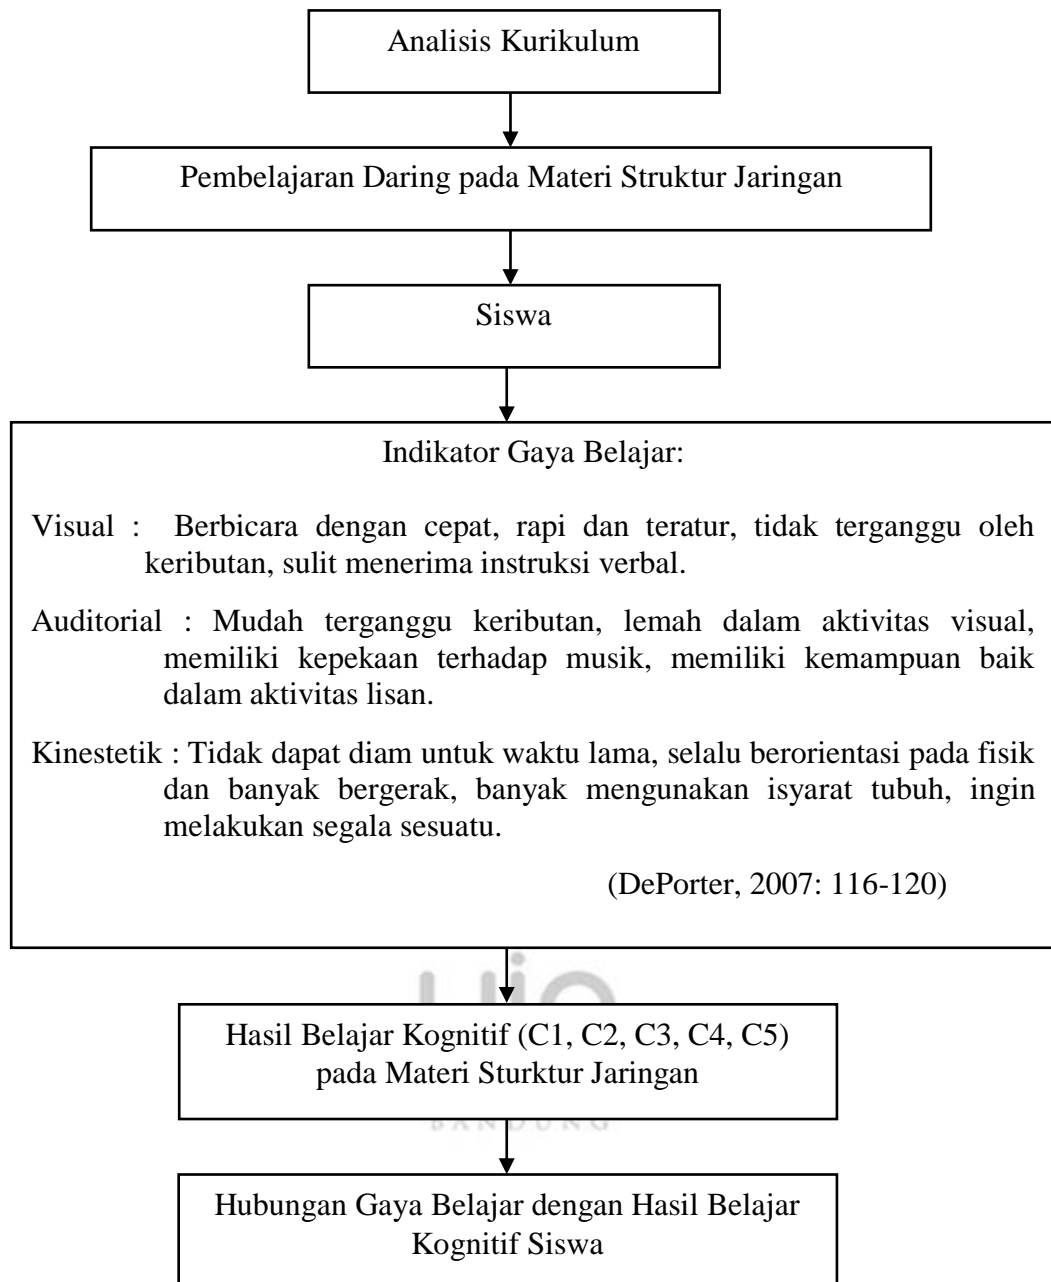 Analisis Kurikulum
Pembelajaran Daring pada Materi Struktur Jaringan
Siswa
Indikator Gaya Belajar:
Visual : Berbicara dengan cepat, rapi dan teratur, tidak terganggu oleh
keributan, sulit menerima instruksi verbal.
Auditorial : Mudah terganggu keributan, lemah dalam aktivitas visual,
memiliki kepekaan terhadap musik, memiliki kemampuan baik
dalam aktivitas lisan.
Kinestetik : Tidak dapat diam untuk waktu lama, selalu berorientasi pada fisik
dan banyak bergerak, banyak mengunakan isyarat tubuh, ingin
melakukan segala sesuatu.
(DePorter, 2007: 116-120)
uin
Hasil Belajar Kognitif (C1, C2, C3, C4, C5)
pada Materi Sturktur Jaringan
BANDUNG
Hubungan Gaya Belajar dengan Hasil Belajar
Kognitif Siswa